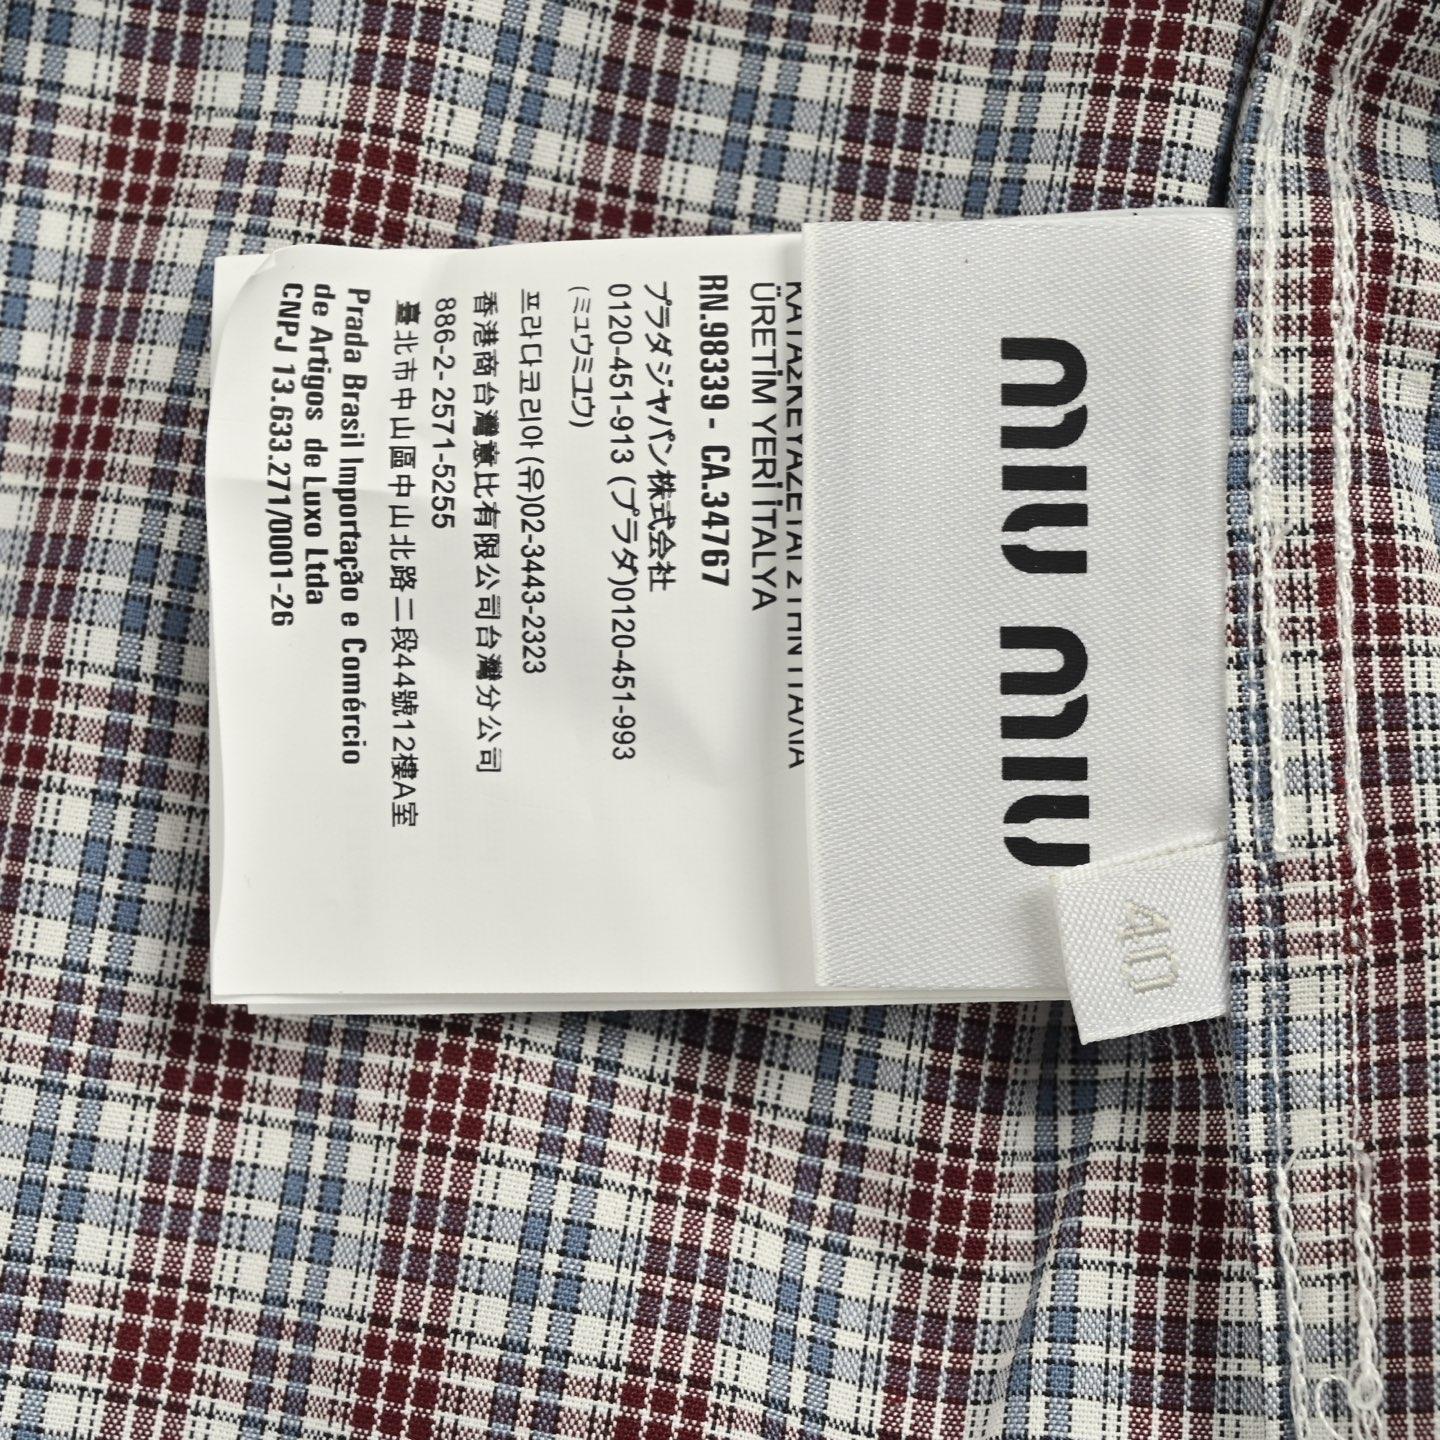 miu miu
40
ÜRETİM YERİ İTALYA
RN.98339 - CA.34767
プラダジャパン株式会社
0120-451-913 (プラダ)0120-451-993
(ミュウミュウ)
프라다코리아(유)02-3443-2323
香港商台灣意比有限公司台灣分公司
886-2-2571-5255
臺北市中山區中山北路二段44號12樓A室
Prada Brasil Importação e Comércio
de Artigos de Luxo Ltda
CNPJ 13.633.271/0001-26